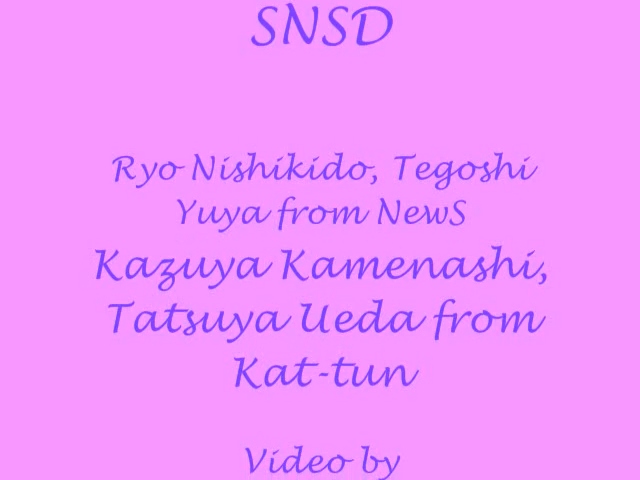 SNSD
Ryo Nishikido, Tegoshi
Yuya from NewS
Kazuya Kamenashi,
Tatsuya Ueda from
Kat-tun
Video by